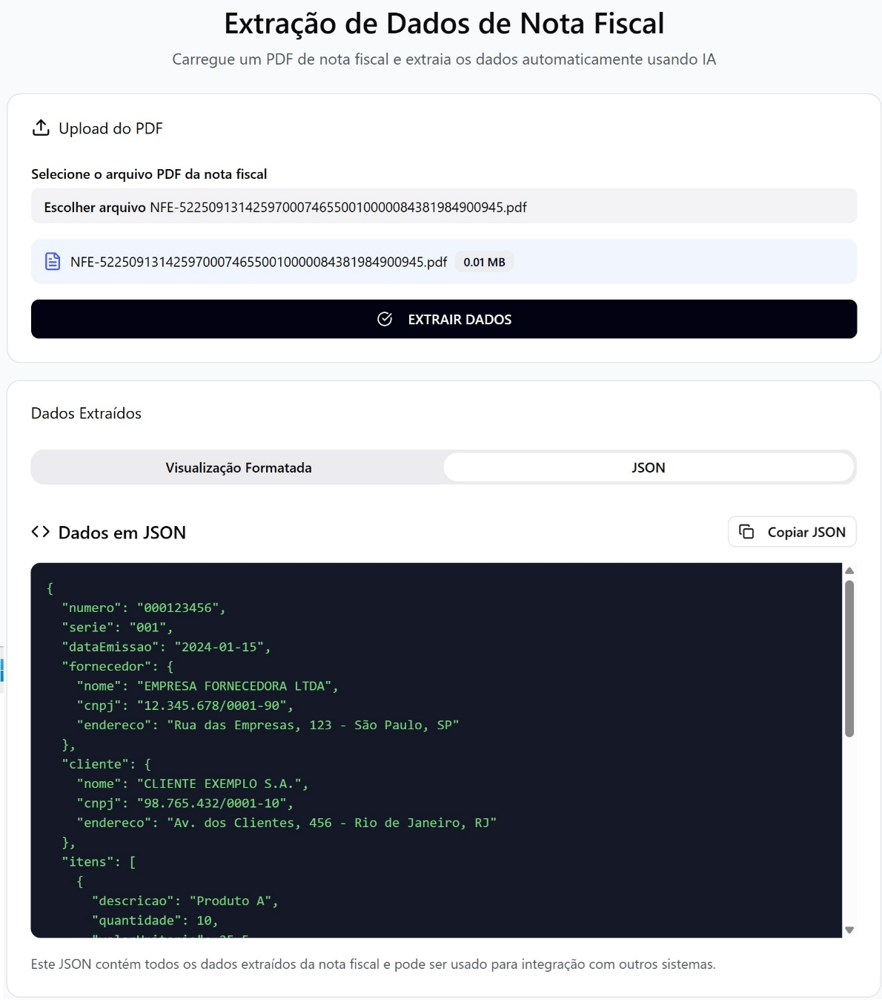 Extração de Dados de Nota Fiscal
Carregue um PDF de nota fiscal e extraia os dados automaticamente usando IA
Upload do PDF
Selecione o arquivo PDF da nota fiscal
Escolher arquivo NFE-52250913142597000746550010000084381984900945.pdf
NFE-52250913142597000746550010000084381984900945.pdf 0.01 MB
EXTRAIR DADOS
Dados Extraídos
Visualização Formatada JSON
<> Dados em JSON Copiar JSON
{
"numero": "000123456",
"serie": "001",
"dataEmissao": "2024-01-15",
"fornecedor": {
"nome": "EMPRESA FORNECEDORA LTDA",
"cnpj": "12.345.678/0001-90",
"endereco": "Rua das Empresas, 123 - São Paulo, SP"
},
"cliente": {
"nome": "CLIENTE EXEMPLO S.A.",
"cnpj": "98.765.432/0001-10",
"endereco": "Av. dos Clientes, 456 - Rio de Janeiro, RJ"
},
"itens": [
{
"descricao": "Produto A",
"quantidade": 10,
Este JSON contém todos os dados extraídos da nota fiscal e pode ser usado para integração com outros sistemas.